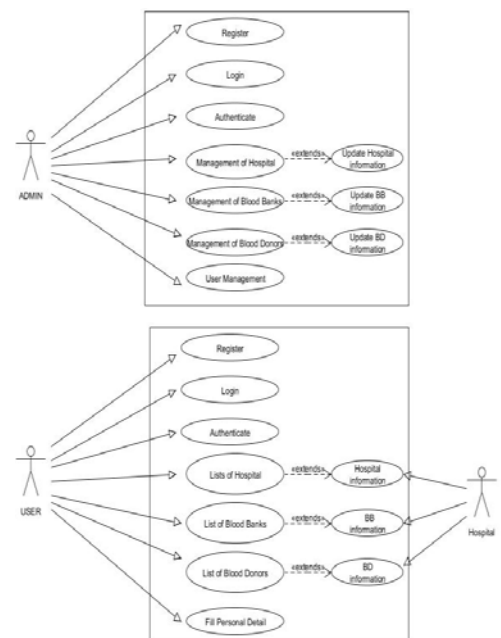 Register
Login
Authenticate
Management of Hospital
«extends»
Update Hospital
information
ADMIN
Management of Blood Banks
«extends»
Update BB
information
Management of Blood Donors
«extends»
Update BD
information
User Management
Register
Login
Authenticate
Lists of Hospital
«extends»
Hospital
information
USER
List of Blood Banks
«extends»
BB
information
Hospital
List of Blood Donors
«extends»
BD
information
Fill Personal Detail